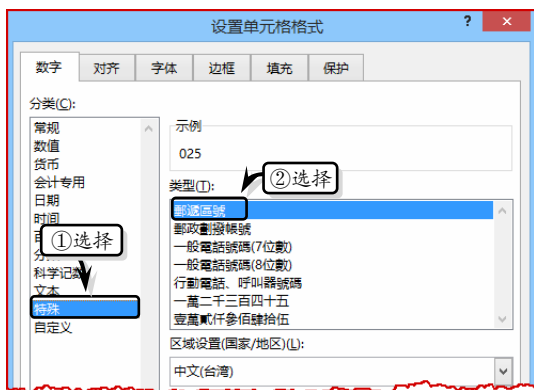 设置单元格格式
?
×
数字 对齐 字体 边框 填充 保护
分类(C):
常规
数值
货币
会计专用
日期
时间
①选择
科学记数
文本
特殊
自定义
示例
025
②选择
类型(T):
郵遞區號
郵政劃撥帳號
一般電話號碼(7位數)
一般電話號碼(8位數)
行動電話、呼叫器號碼
一萬二千三百四十五
壹萬貳仟參佰肆拾伍
区域设置(国家/地区)(L):
中文(台湾)